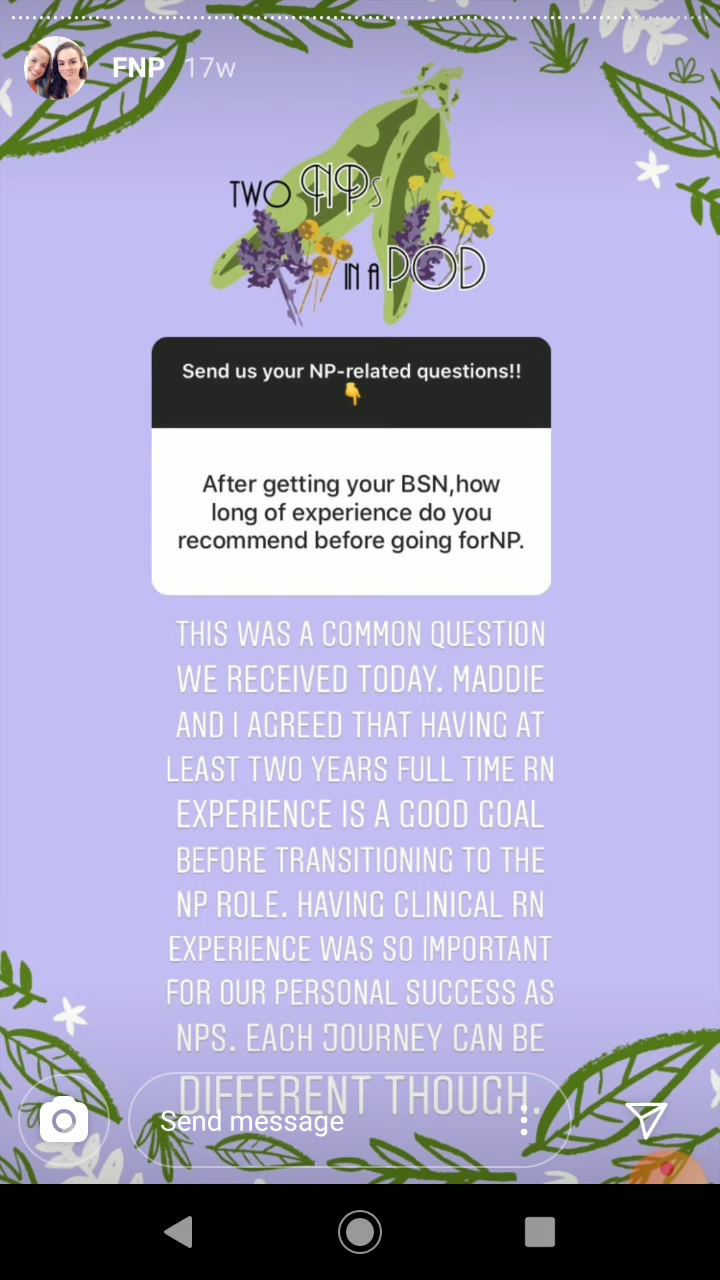 FNP 17w
TWO NPs
IN A POD
Send us your NP-related questions!!
👇
After getting your BSN,how
long of experience do you
recommend before going forNP.
THIS WAS A COMMON QUESTION
WE RECEIVED TODAY. MADDIE
AND I AGREED THAT HAVING AT
LEAST TWO YEARS FULL TIME RN
EXPERIENCE IS A GOOD GOAL
BEFORE TRANSITIONING TO THE
NP ROLE. HAVING CLINICAL RN
EXPERIENCE WAS SO IMPORTANT
FOR OUR PERSONAL SUCCESS AS
NPS. EACH JOURNEY CAN BE
DIFFERENT THOUGH.
Send message